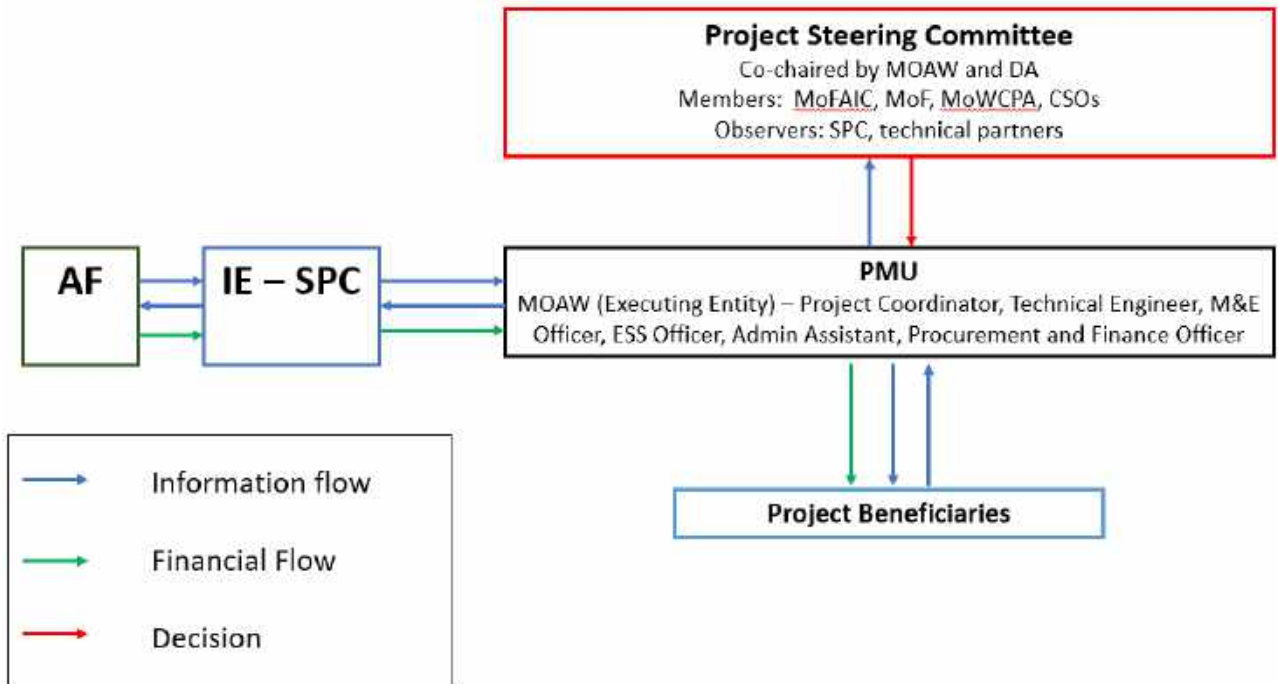 Project Steering Committee
Co-chaired by MOAW and DA
Members: MoFAIC, MoF, MoWCPA, CSOs
Observers: SPC, technical partners
AF
IE – SPC
PMU
MOAW (Executing Entity) – Project Coordinator, Technical Engineer, M&E
Officer, ESS Officer, Admin Assistant, Procurement and Finance Officer
Project Beneficiaries
Information flow
Financial Flow
Decision